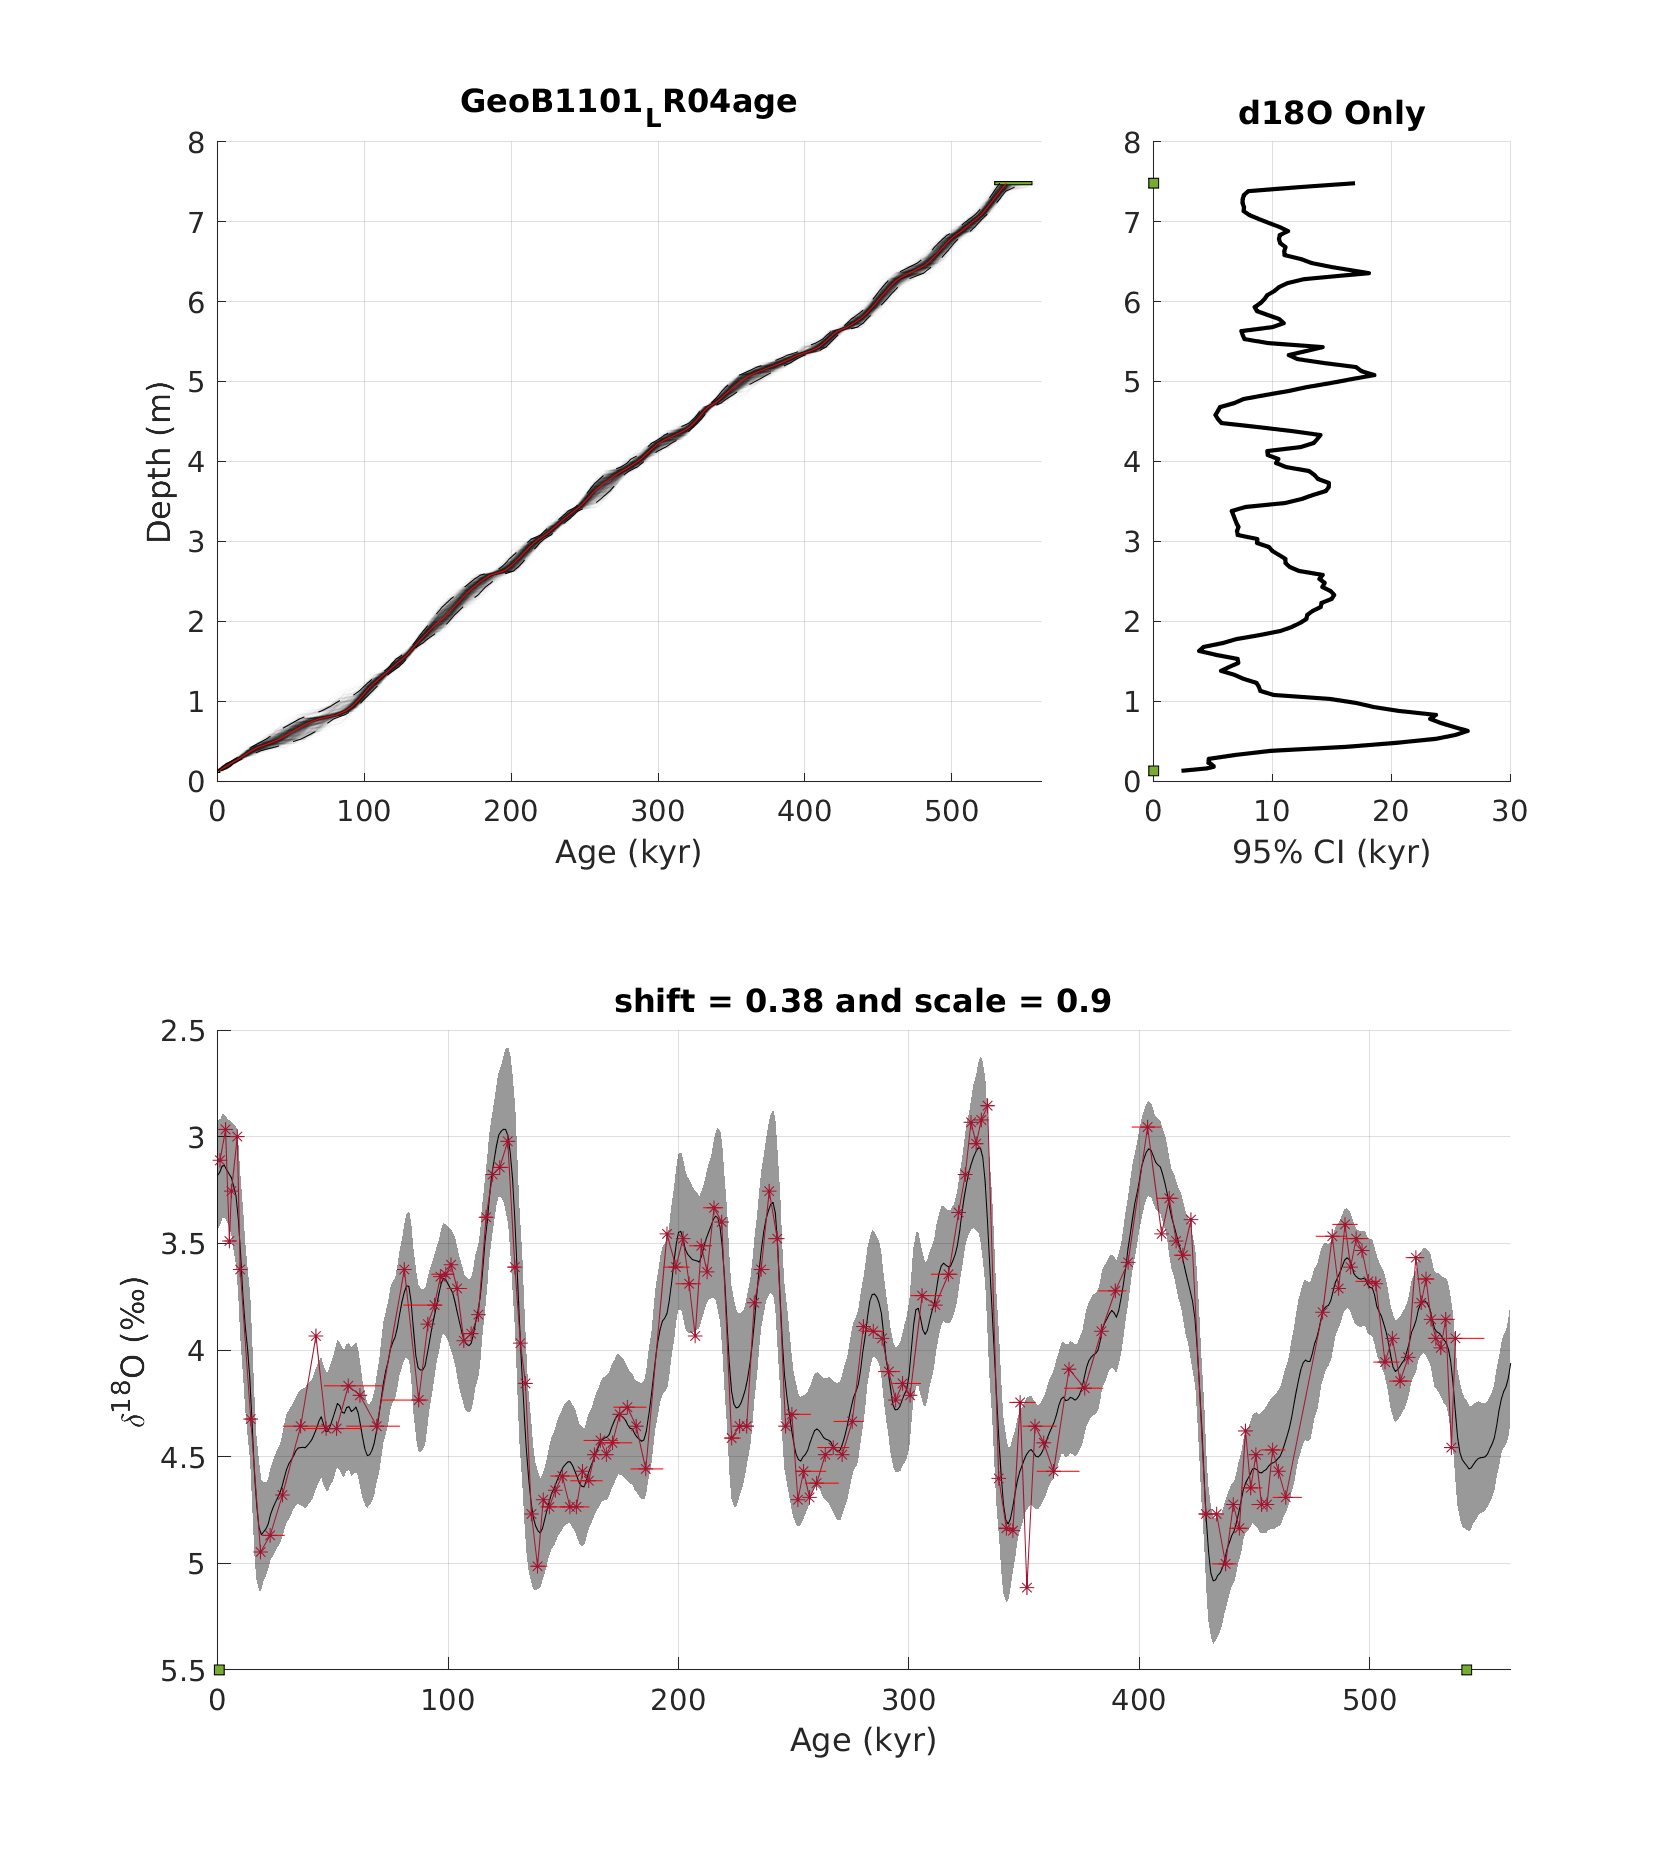 GeoB1101_LR04age
8
7
6
5
4
3
2
1
0
Depth (m)
0 100 200 300 400 500
Age (kyr)
d18O Only
8
7
6
5
4
3
2
1
0
0 10 20 30
95% CI (kyr)
shift = 0.38 and scale = 0.9
2.5
3
3.5
4
4.5
5
5.5
δ¹⁸O (‰)
0 100 200 300 400 500
Age (kyr)